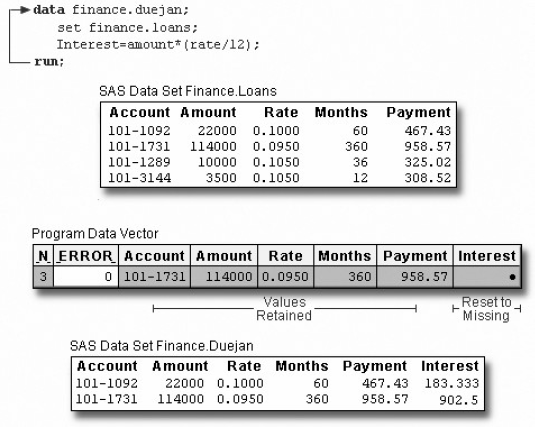 data finance.duejan;
set finance.loans;
Interest=amount*(rate/12);
run;
SAS Data Set Finance.Loans
Account Amount Rate Months Payment
101-1092 22000 0.1000 60 467.43
101-1731 114000 0.0950 360 958.57
101-1289 10000 0.1050 36 325.02
101-3144 3500 0.1050 12 308.52
Program Data Vector
_N_ _ERROR_ Account Amount Rate Months Payment Interest
3 0 101-1731 114000 0.0950 360 958.57 •
Values Retained
Reset to Missing
SAS Data Set Finance.Duejan
Account Amount Rate Months Payment Interest
101-1092 22000 0.1000 60 467.43 183.333
101-1731 114000 0.0950 360 958.57 902.5